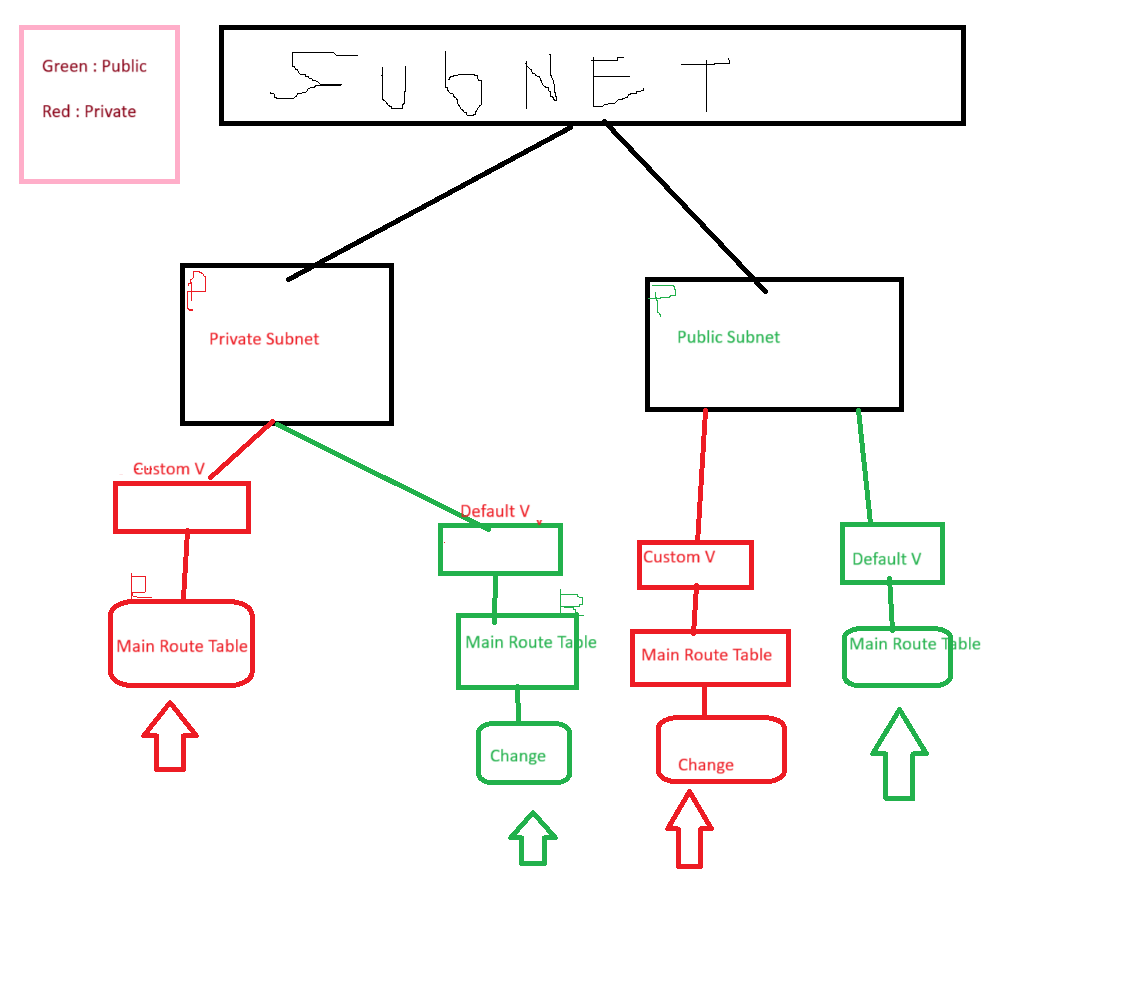 Green : Public
Red : Private
SUbNET
P
Private Subnet
P
Public Subnet
Custom V
Default V
Custom V
Default V
R
Main Route Table
Main Route Table
Main Route Table
Main Route Table
Change
Change